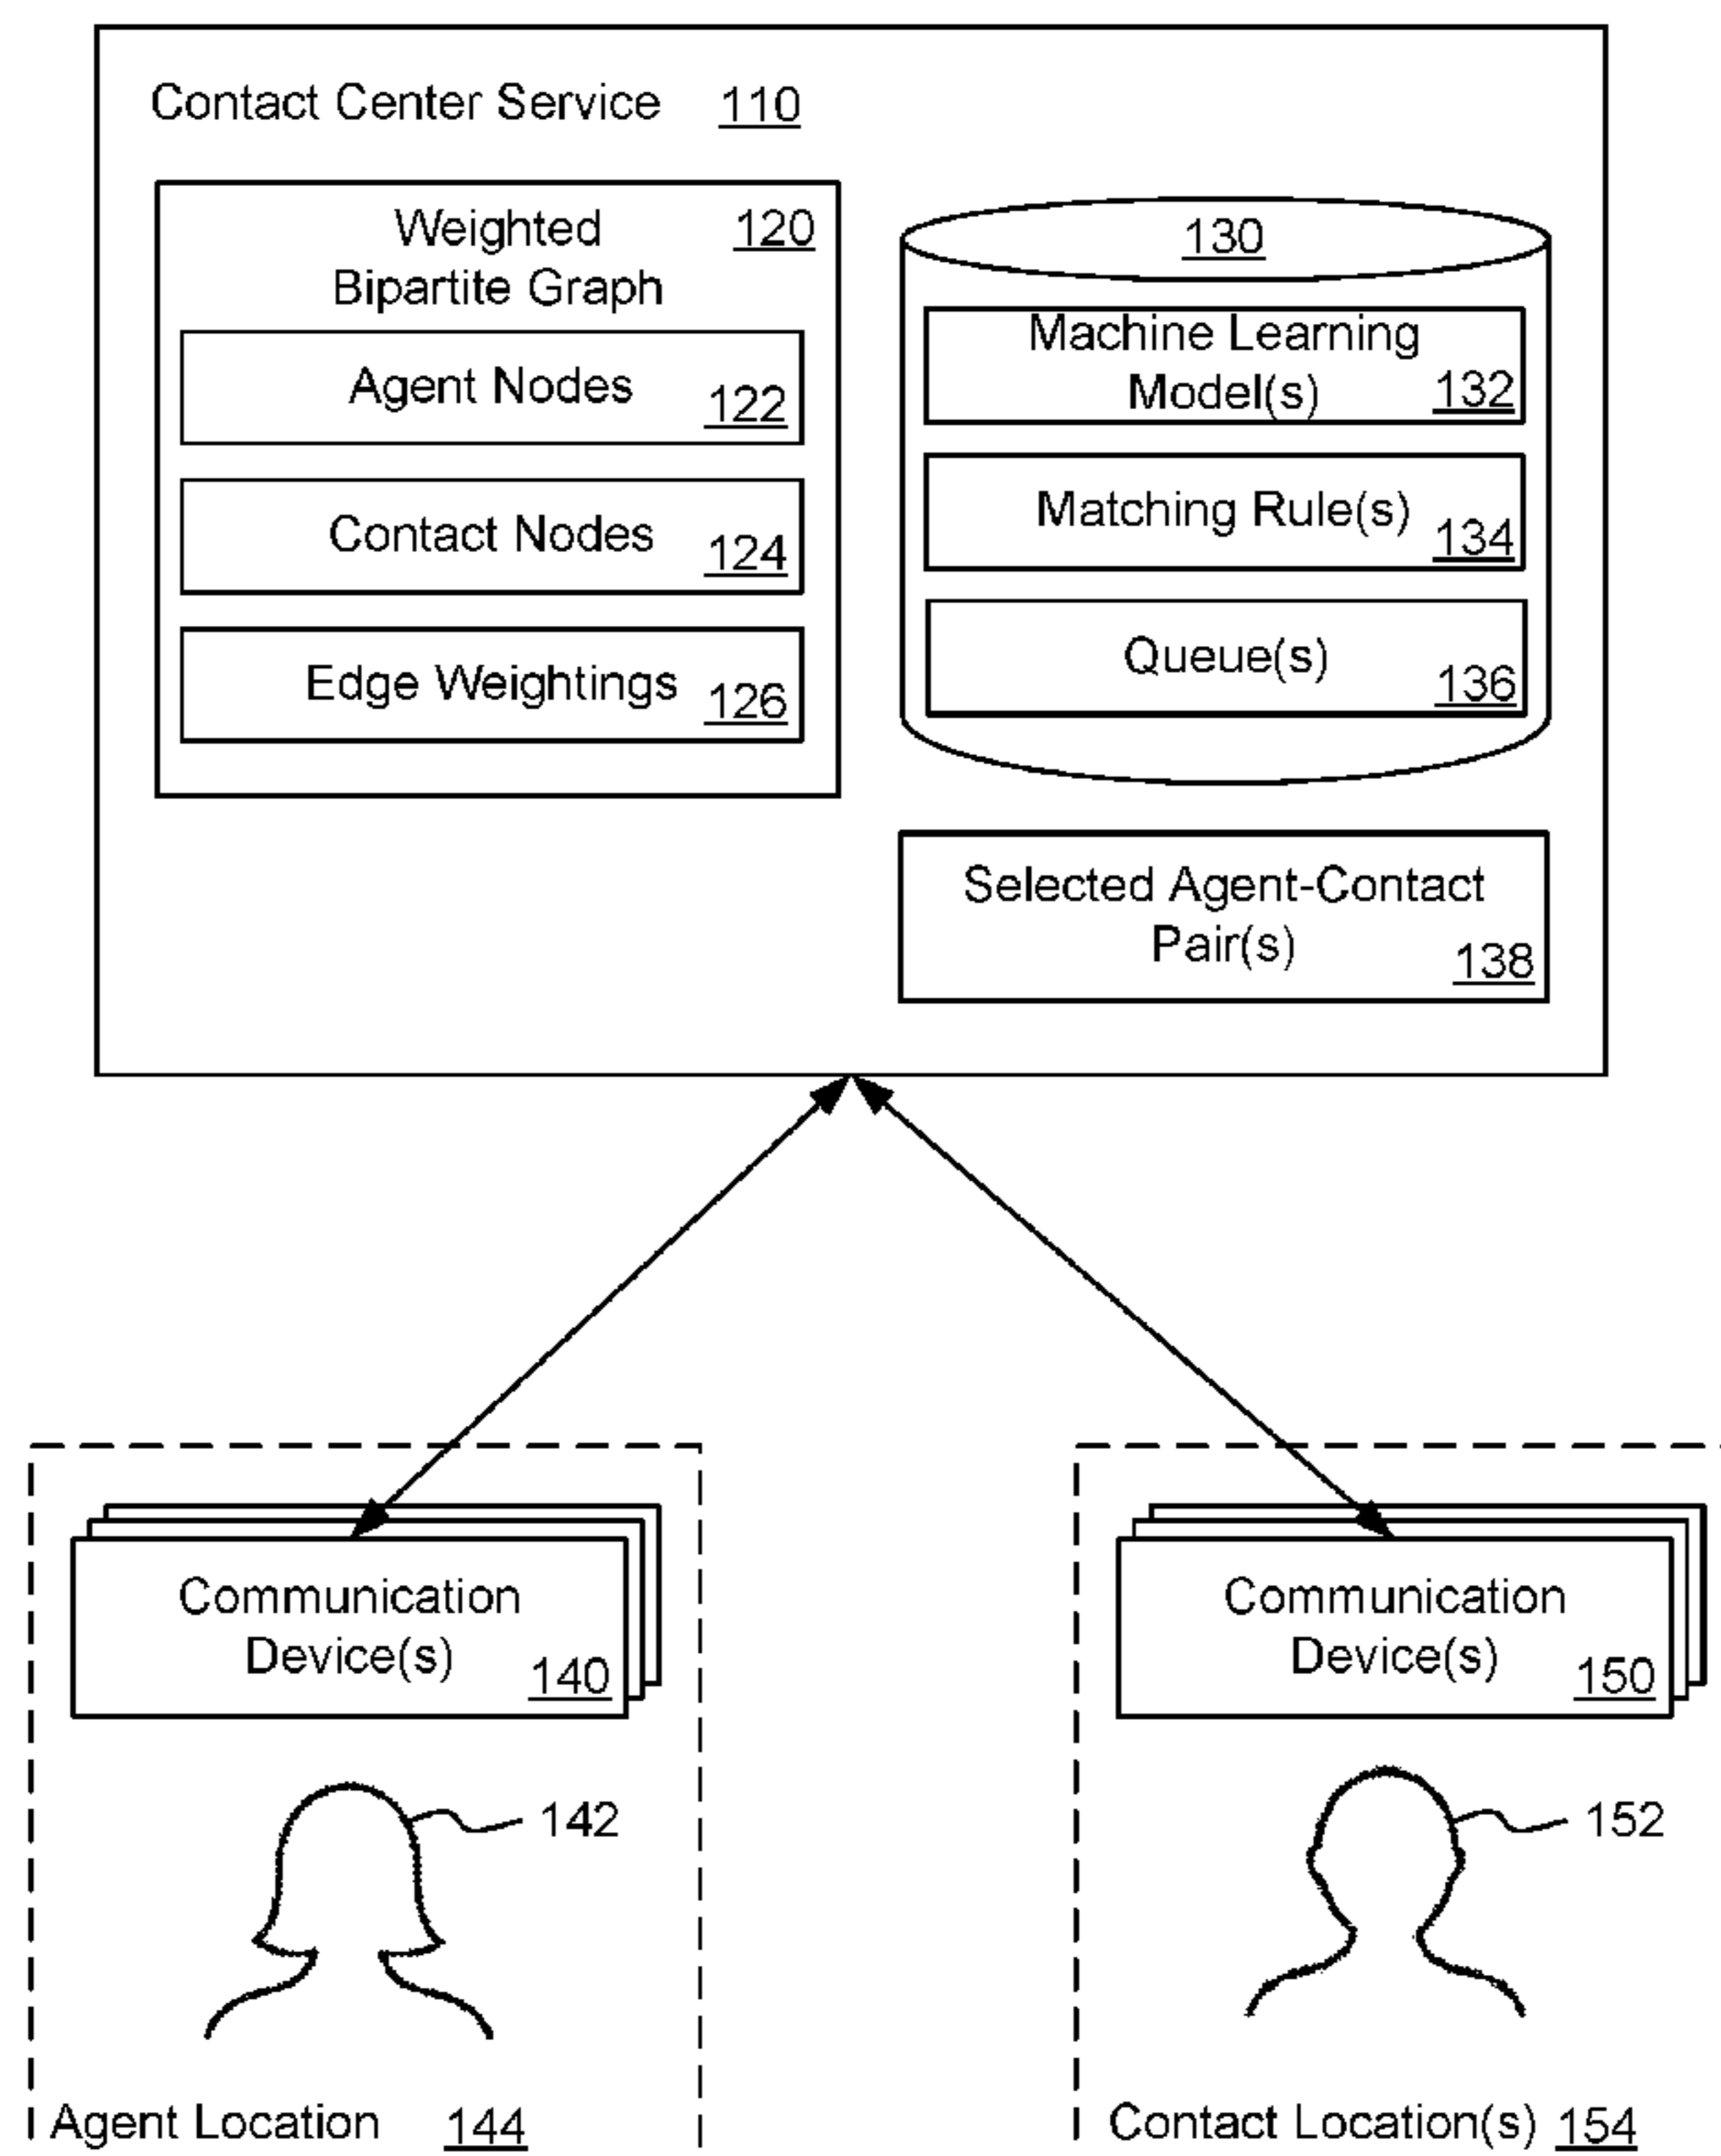 Contact Center Service 110
Weighted 120
Bipartite Graph
Agent Nodes 122
Contact Nodes 124
Edge Weightings 126
130
Machine Learning
Model(s) 132
Matching Rule(s) 134
Queue(s) 136
Selected Agent-Contact
Pair(s) 138
Communication
Device(s) 140
142
Agent Location 144
Communication
Device(s) 150
152
Contact Location(s) 154